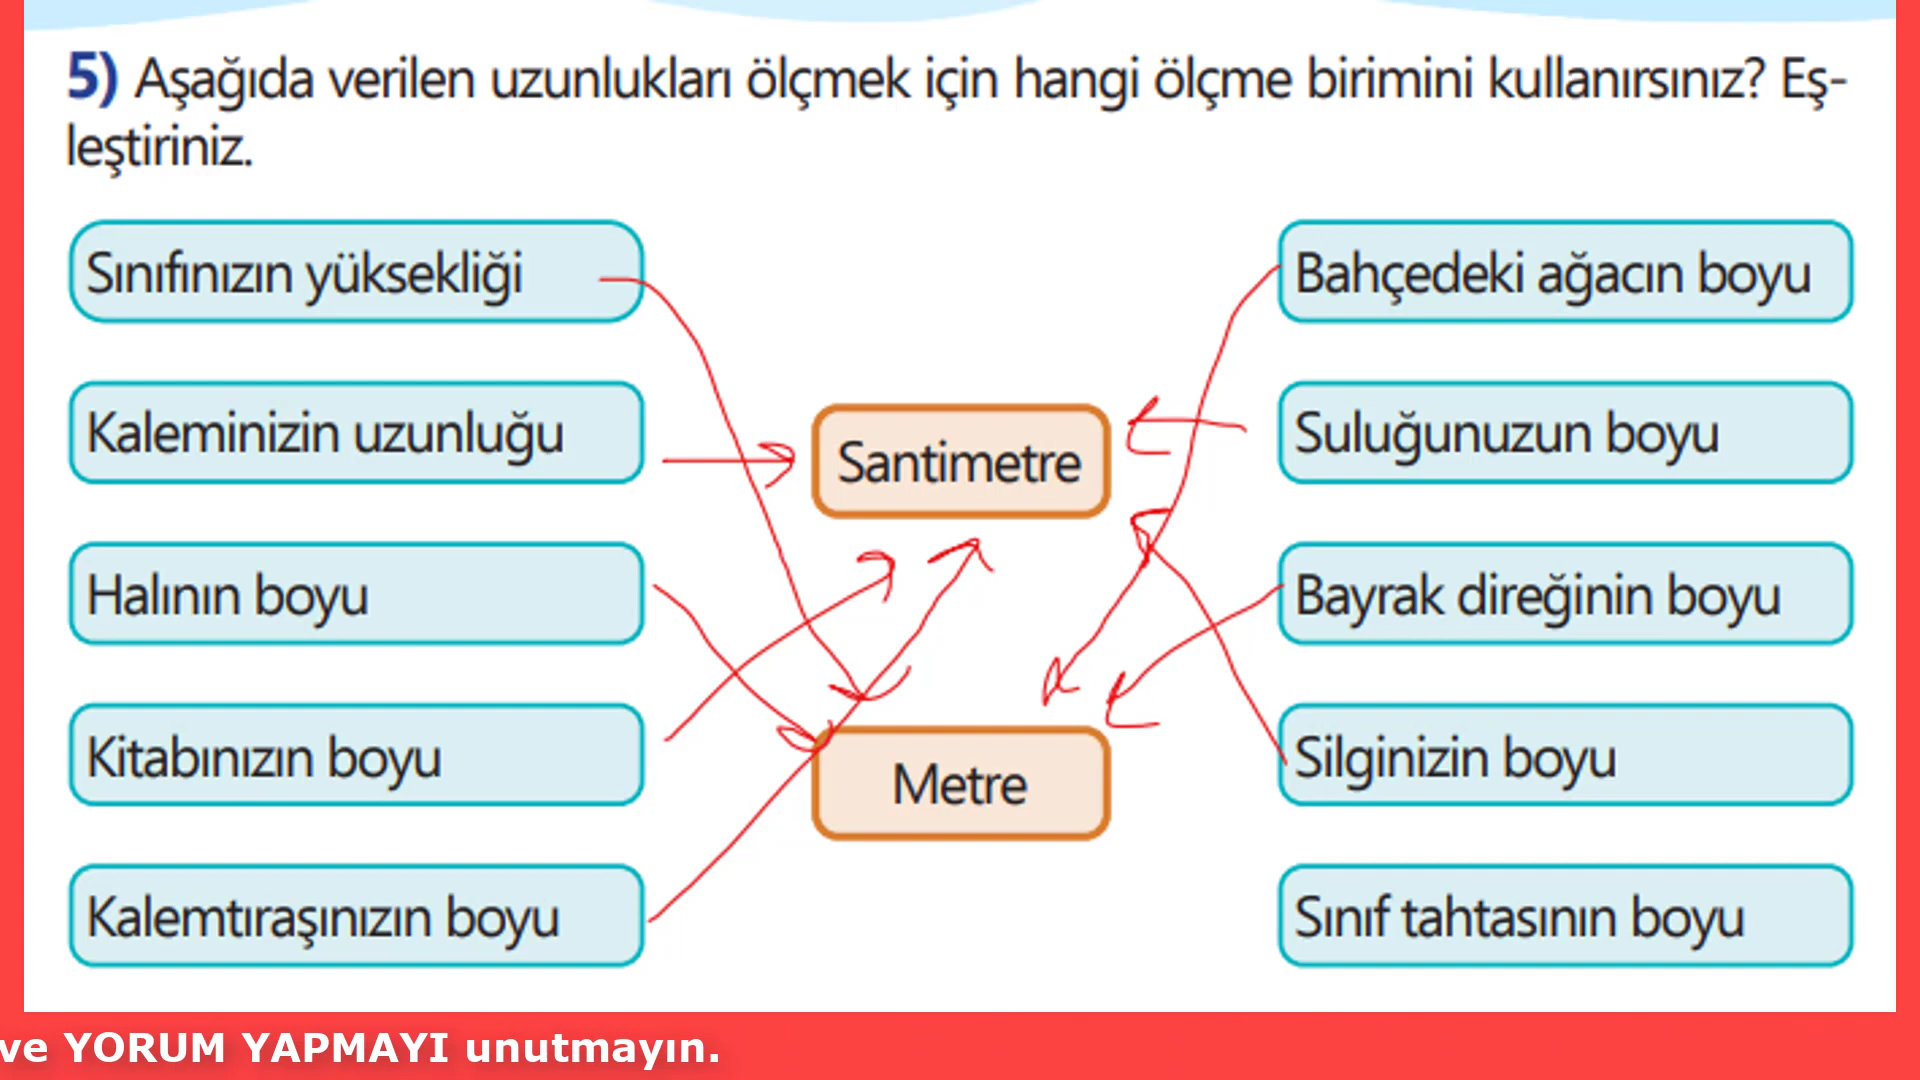 5) Aşağıda verilen uzunlukları ölçmek için hangi ölçme birimini kullanırsınız? Eş-
leştiriniz.
Sınıfınızın yüksekliği
Kaleminizin uzunluğu
Halının boyu
Kitabınızın boyu
Kalemtıraşınızın boyu
Santimetre
Metre
Bahçedeki ağacın boyu
Suluğunuzun boyu
Bayrak direğinin boyu
Silginizin boyu
Sınıf tahtasının boyu
ve YORUM YAPMAYI unutmayın.